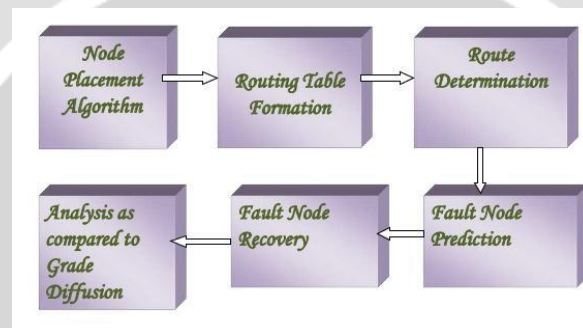 Node
Placement
Algorithm
Routing Table
Formation
Route
Determination
Analysis as
compared to
Grade
Diffusion
Fault Node
Recovery
Fault Node
Prediction